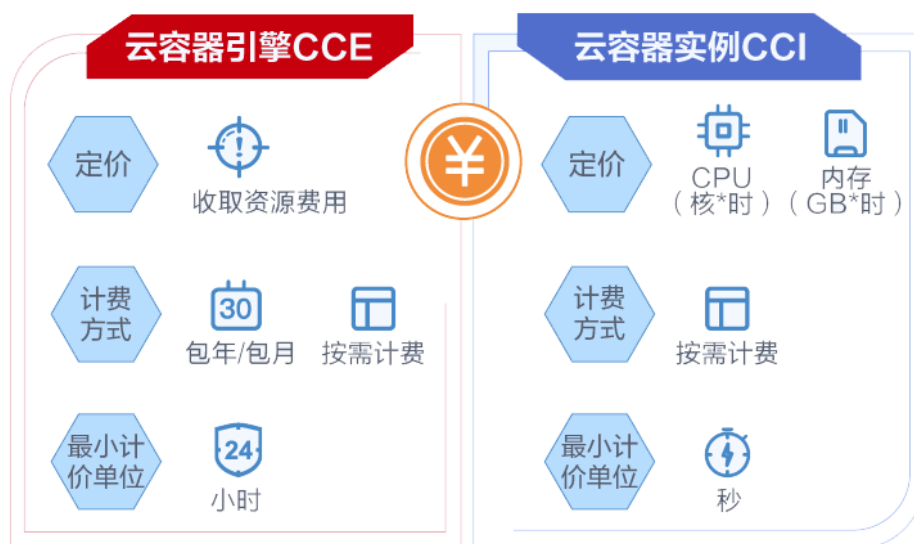 云容器引擎CCE
定价
收取资源费用
计费
方式
30
包年/包月
按需计费
最小计
价单位
24
小时
¥
云容器实例CCI
定价
CPU
（核*时）
内存
（GB*时）
计费
方式
按需计费
最小计
价单位
秒